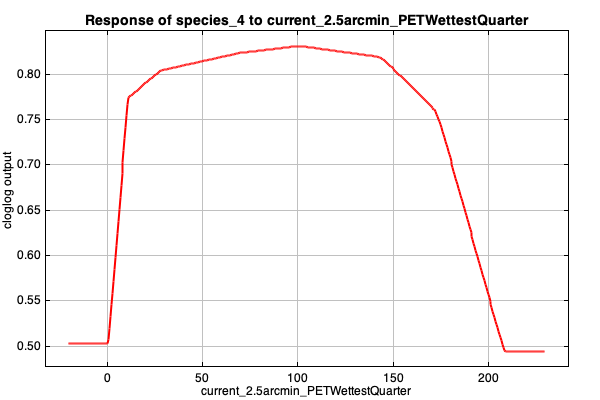 Response of species_4 to current_2.5arcmin_PETWettestQuarter
cloglog output
0.80
0.75
0.70
0.65
0.60
0.55
0.50
0 50 100 150 200
current_2.5arcmin_PETWettestQuarter